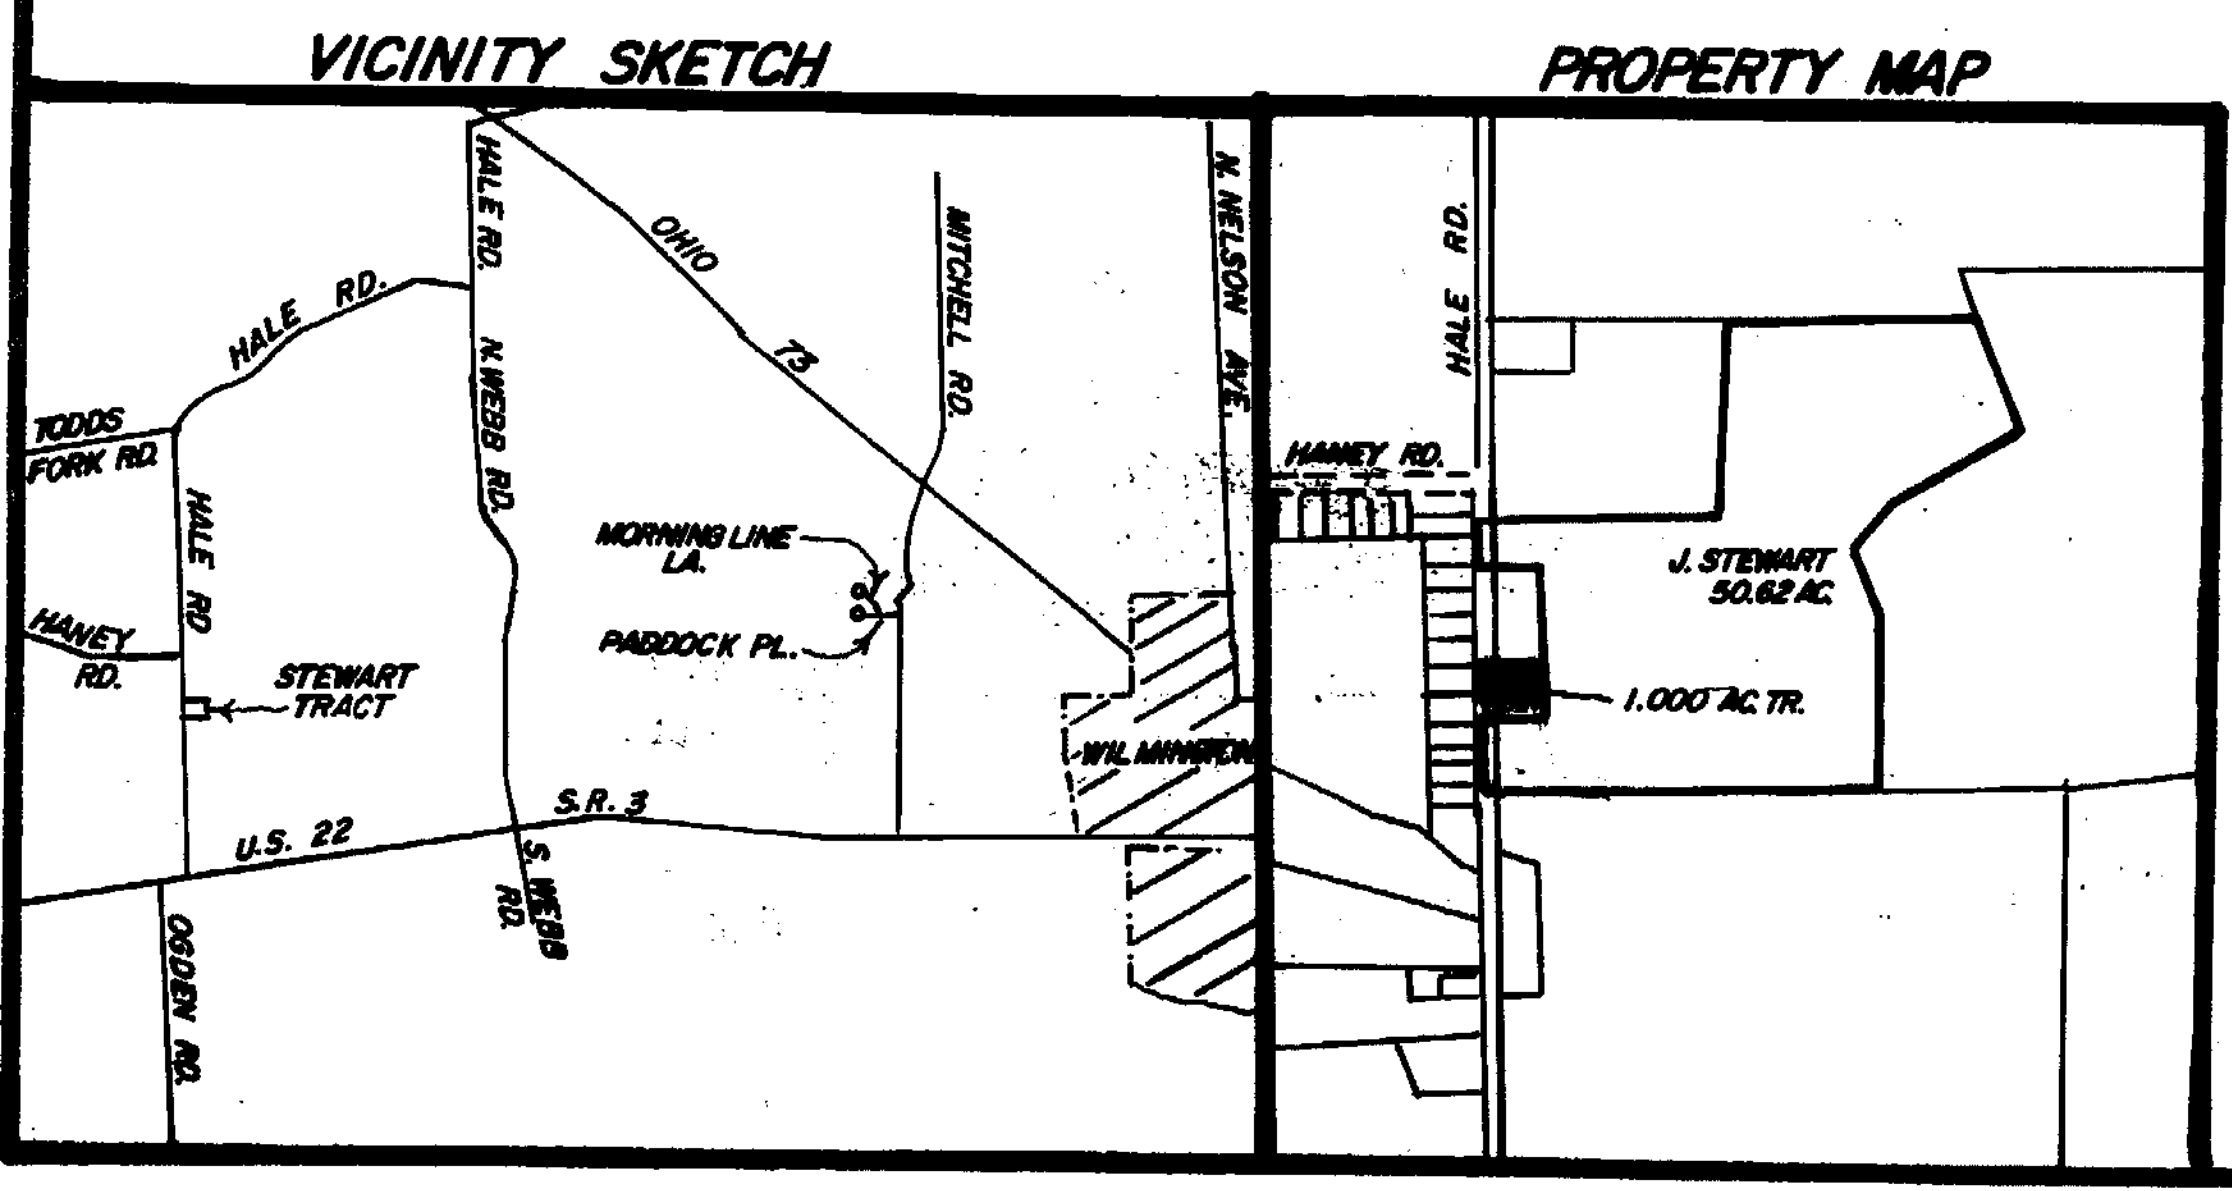 VICINITY SKETCH
PROPERTY MAP
HALE RD.
OHIO
73
MITCHELL RD.
N. NELSON AVE.
HALE RD.
N. WEBB RD.
TODDS
FORK RD.
HALE RD
HANEY
RD.
STEWART
TRACT
MORNING LINE
LA.
PADDOCK PL.
WILMINGTON
U.S. 22
S.R. 3
S. WEBB
RD.
OGDEN RD.
HALE RD.
HANEY RD.
J. STEWART
50.62 AC.
1.000 AC. TR.